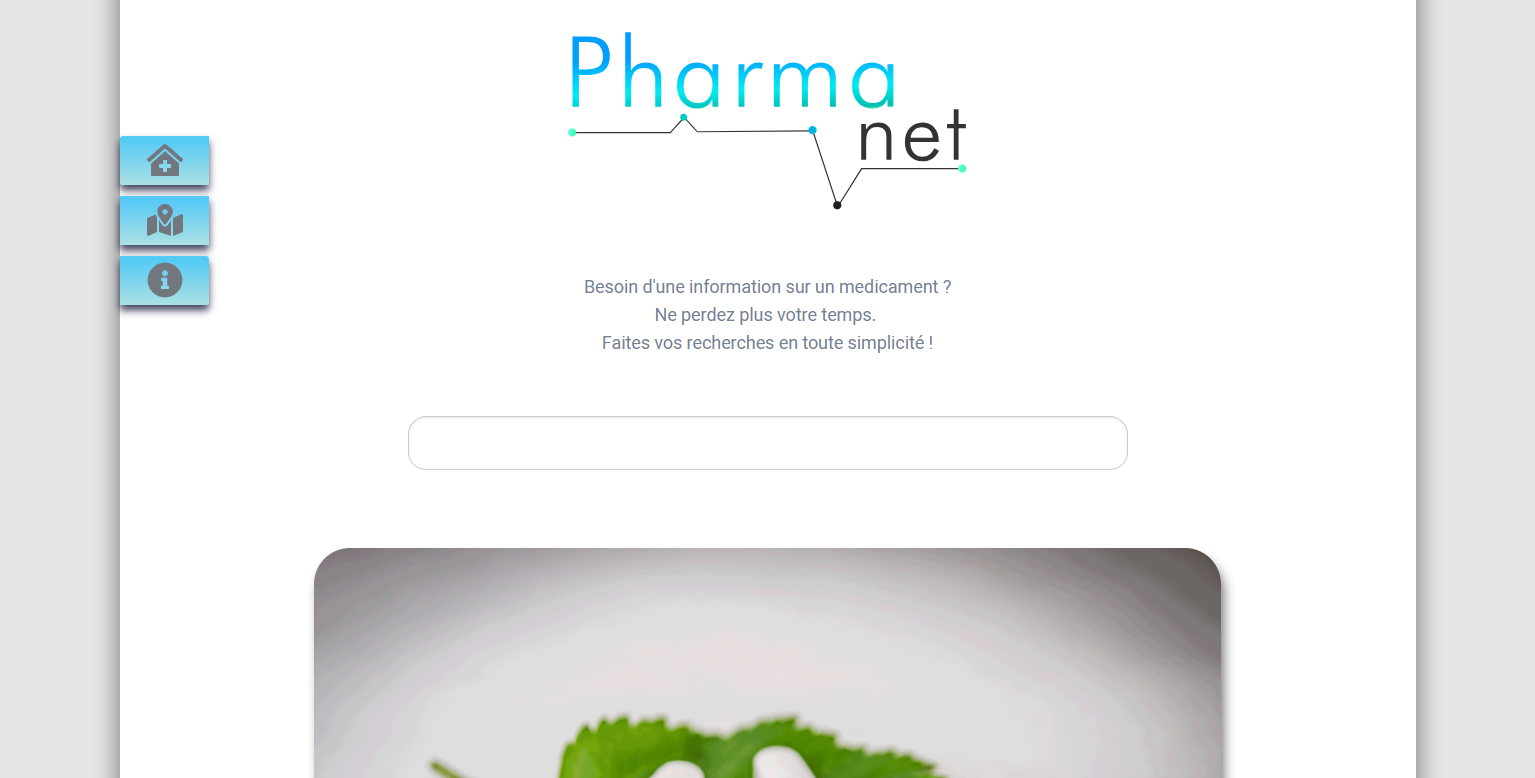 Pharma
net
Besoin d'une information sur un medicament ?
Ne perdez plus votre temps.
Faites vos recherches en toute simplicité !